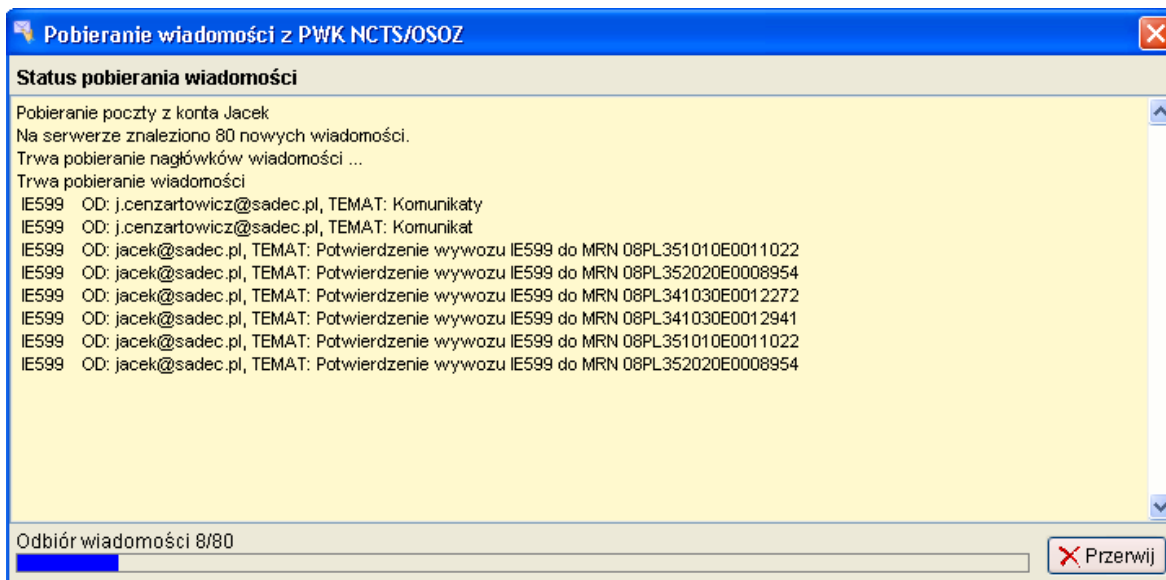 Pobieranie wiadomości z PWK NCTS/OSOZ
Status pobierania wiadomości
Pobieranie poczty z konta Jacek
Na serwerze znaleziono 80 nowych wiadomości.
Trwa pobieranie nagłówków wiadomości ...
Trwa pobieranie wiadomości
IE599 OD: j.cenzartowicz@sadec.pl, TEMAT: Komunikaty
IE599 OD: j.cenzartowicz@sadec.pl, TEMAT: Komunikat
IE599 OD: jacek@sadec.pl, TEMAT: Potwierdzenie wywozu IE599 do MRN 08PL351010E0011022
IE599 OD: jacek@sadec.pl, TEMAT: Potwierdzenie wywozu IE599 do MRN 08PL352020E0008954
IE599 OD: jacek@sadec.pl, TEMAT: Potwierdzenie wywozu IE599 do MRN 08PL341030E0012272
IE599 OD: jacek@sadec.pl, TEMAT: Potwierdzenie wywozu IE599 do MRN 08PL341030E0012941
IE599 OD: jacek@sadec.pl, TEMAT: Potwierdzenie wywozu IE599 do MRN 08PL351010E0011022
IE599 OD: jacek@sadec.pl, TEMAT: Potwierdzenie wywozu IE599 do MRN 08PL352020E0008954
Odbiór wiadomości 8/80
Przerwij